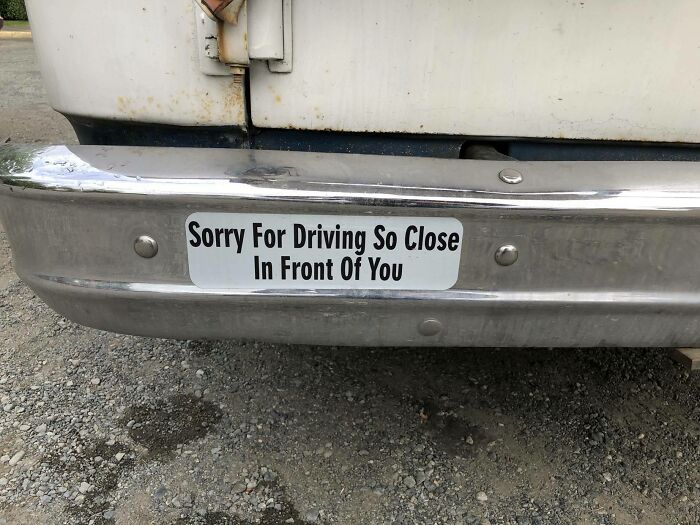 Sorry For Driving So Close
In Front Of You